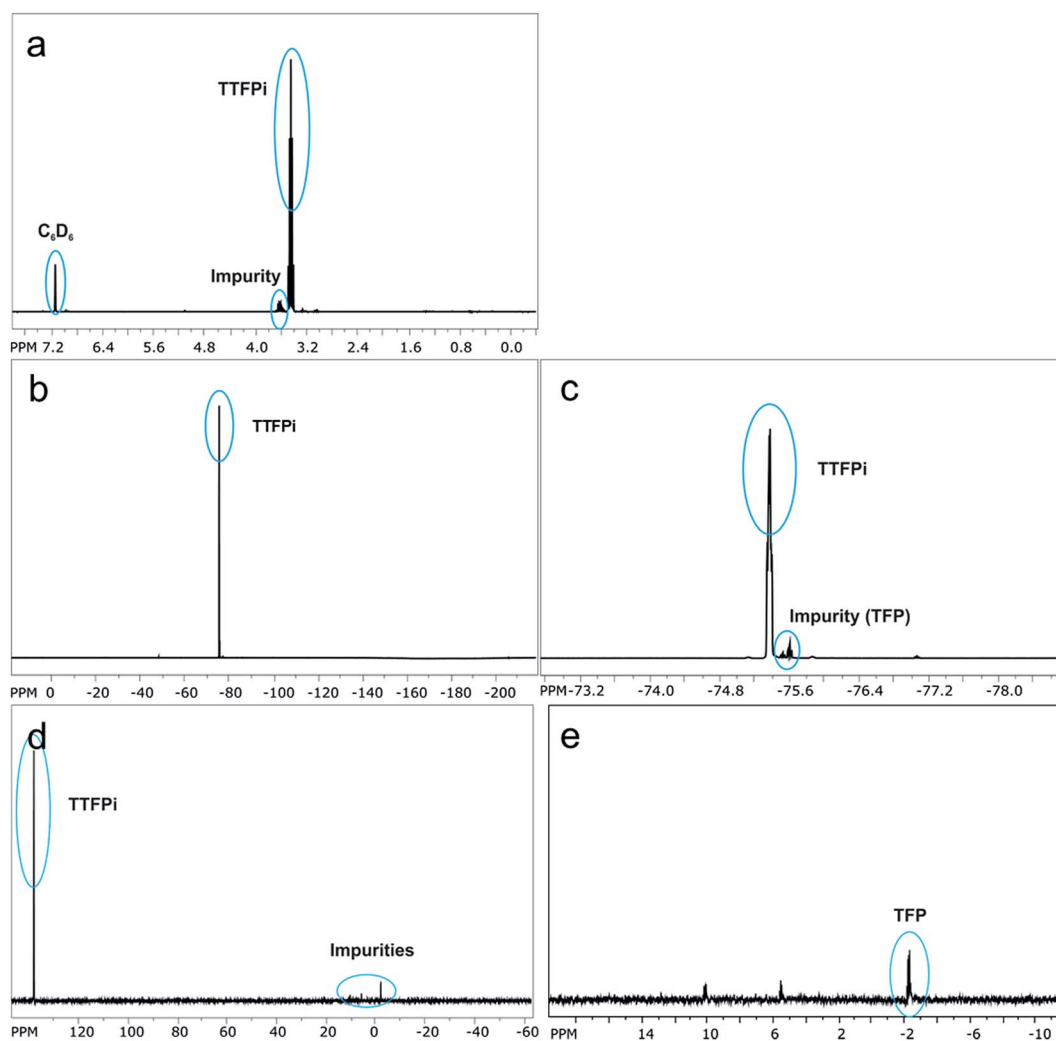 a
TTFPi
C₆D₆
Impurity
PPM 7.2 6.4 5.6 4.8 4.0 3.2 2.4 1.6 0.8 0.0
b
TTFPi
PPM 0 -20 -40 -60 -80 -100 -120 -140 -160 -180 -200
c
TTFPi
Impurity (TFP)
PPM-73.2 -74.0 -74.8 -75.6 -76.4 -77.2 -78.0
d
TTFPi
Impurities
PPM 120 100 80 60 40 20 0 -20 -40 -60
e
TFP
PPM 14 10 6 2 -2 -6 -10